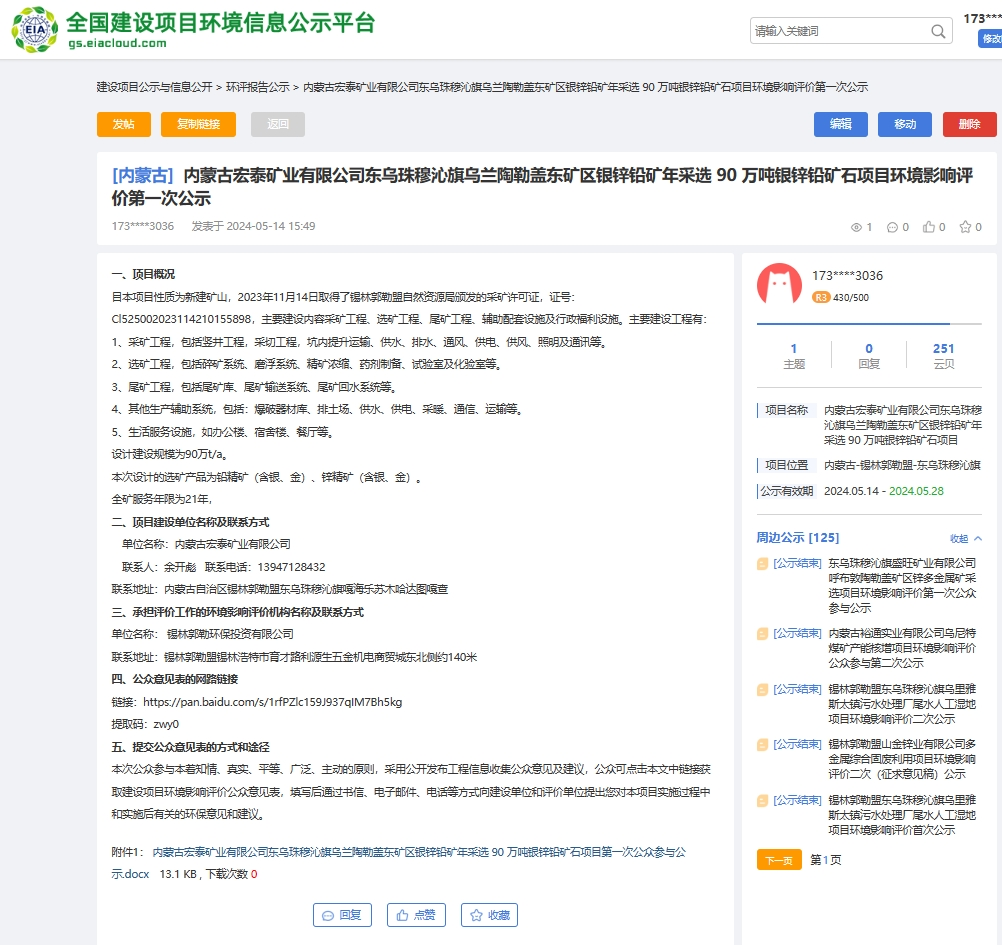 EIA
全国建设项目环境信息公示平台
gs.eiacloud.com
请输入关键词
173***
修改
建设项目公示与信息公开 > 环评报告公示 > 内蒙古宏泰矿业有限公司东乌珠穆沁旗乌兰陶勒盖东矿区银锌铅矿年采选 90 万吨银锌铅矿石项目环境影响评价第一次公示
发帖 复制链接 返回 编辑 移动 删除
[内蒙古] 内蒙古宏泰矿业有限公司东乌珠穆沁旗乌兰陶勒盖东矿区银锌铅矿年采选 90 万吨银锌铅矿石项目环境影响评
价第一次公示
173****3036 发表于 2024-05-14 15:49 1 0 0 0
一、项目概况
目本项目性质为新建矿山，2023年11月14日取得了锡林郭勒盟自然资源局颁发的采矿许可证，证号：
Cl525002023114210155898，主要建设内容采矿工程、选矿工程、尾矿工程、辅助配套设施及行政福利设施。主要建设工程有：
1、采矿工程，包括竖井工程，采切工程，坑内提升运输、供水、排水、通风、供电、供风、照明及通讯等。
2、选矿工程，包括碎矿系统、磨浮系统、精矿浓缩、药剂制备、试验室及化验室等。
3、尾矿工程，包括尾矿库、尾矿输送系统、尾矿回水系统等。
4、其他生产辅助系统，包括：爆破器材库、排土场、供水、供电、采暖、通信、运输等。
5、生活服务设施，如办公楼、宿舍楼、餐厅等。
设计建设规模为90万t/a。
本次设计的选矿产品为铅精矿（含银、金）、锌精矿（含银、金）。
全矿服务年限为21年，
二、项目建设单位名称及联系方式
单位名称：内蒙古宏泰矿业有限公司
联系人：余开彪 联系电话：13947128432
联系地址：内蒙古自治区锡林郭勒盟东乌珠穆沁旗嘎海乐苏木哈达图嘎查
三、承担评价工作的环境影响评价机构名称及联系方式
单位名称： 锡林郭勒环保投资有限公司
联系地址：锡林郭勒盟锡林浩特市育才路利源生五金机电商贸城东北侧约140米
四、公众意见表的网路链接
链接：https://pan.baidu.com/s/1rfPZlc159J937qIM7Bh5kg
提取码：zwy0
五、提交公众意见表的方式和途径
本次公众参与本着知情、真实、平等、广泛、主动的原则，采用公开发布工程信息收集公众意见及建议，公众可点击本文中链接获
取建设项目环境影响评价公众意见表，填写后通过书信、电子邮件、电话等方式向建设单位和评价单位提出您对本项目实施过程中
和实施后有关的环保意见和建议。
附件1： 内蒙古宏泰矿业有限公司东乌珠穆沁旗乌兰陶勒盖东矿区银锌铅矿年采选 90 万吨银锌铅矿石项目第一次公众参与公
示.docx 13.1 KB , 下载次数 0
回复 点赞 收藏
173****3036
R3 430/500
1 0 251
主题 回复 云贝
项目名称 内蒙古宏泰矿业有限公司东乌珠穆
沁旗乌兰陶勒盖东矿区银锌铅矿年
采选 90 万吨银锌铅矿石项目
项目位置 内蒙古-锡林郭勒盟-东乌珠穆沁旗
公示有效期 2024.05.14 - 2024.05.28
周边公示 [125] 收起
[公示结束] 东乌珠穆沁旗盛旺矿业有限公司
呼布敦陶勒盖矿区锌多金属矿采
选项目环境影响评价第一次公众
参与公示
[公示结束] 内蒙古裕通实业有限公司乌尼特
煤矿产能核增项目环境影响评价
公众参与第二次公示
[公示结束] 锡林郭勒盟东乌珠穆沁旗乌里雅
斯太镇污水处理厂尾水人工湿地
项目环境影响评价二次公示
[公示结束] 锡林郭勒盟山金锌业有限公司多
金属综合固废利用项目环境影响
评价二次（征求意见稿）公示
[公示结束] 锡林郭勒盟东乌珠穆沁旗乌里雅
斯太镇污水处理厂尾水人工湿地
项目环境影响评价首次公示
下一页 第1页